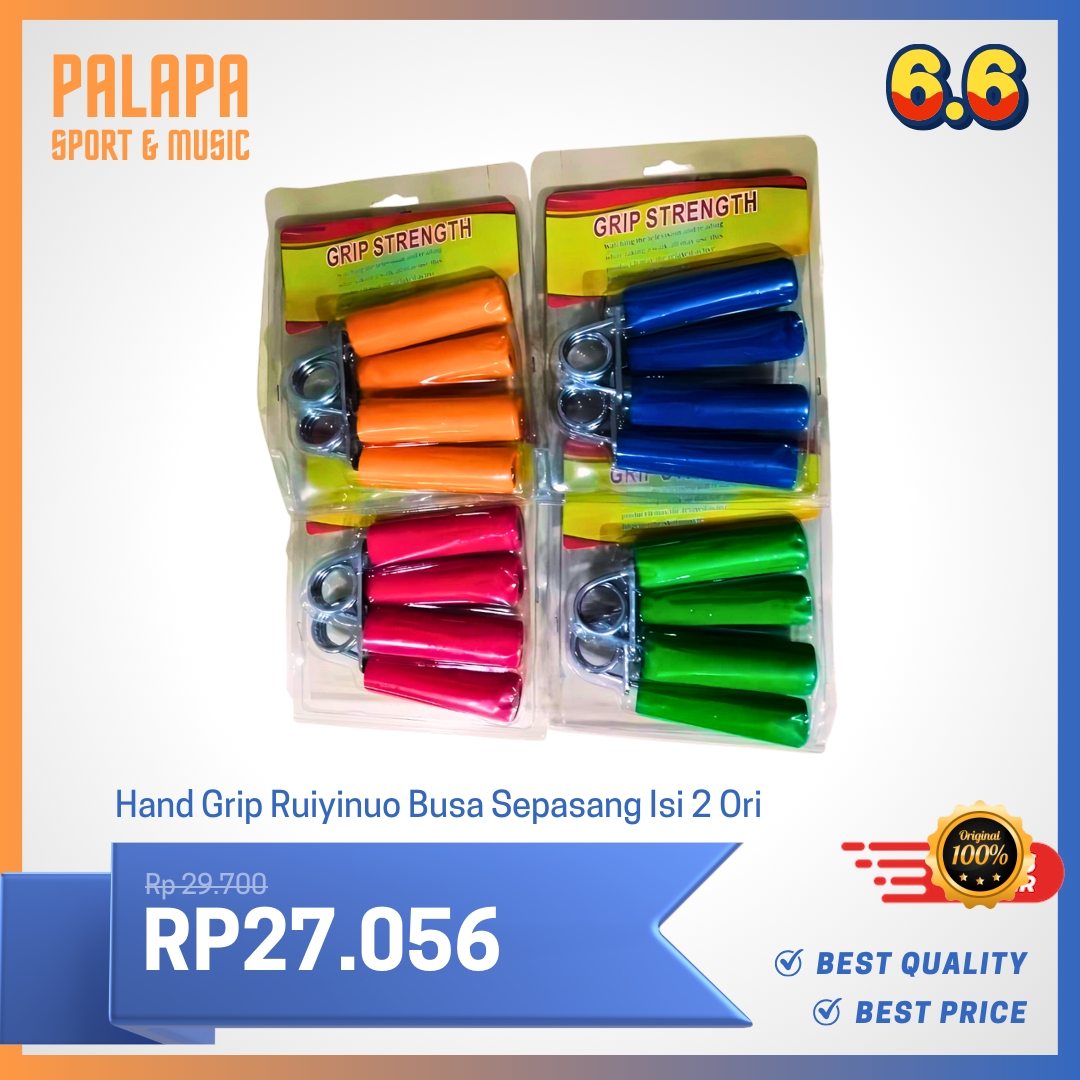 PALAPA
SPORT & MUSIC
6.6
GRIP STRENGTH
GRIP STRENGTH
Hand Grip Ruiyinuo Busa Sepasang Isi 2 Ori
Rp 29.700
RP27.056
Original
100%
BEST QUALITY
BEST PRICE